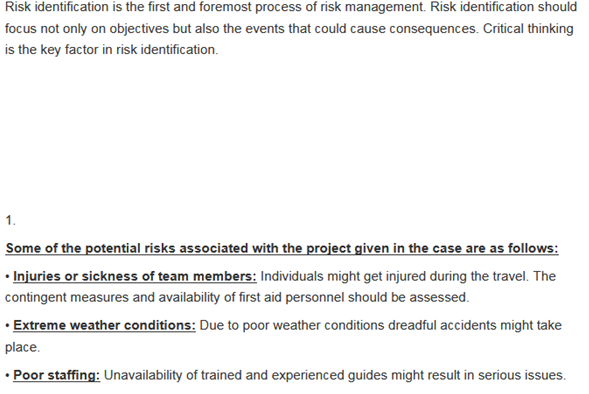 Risk identification is the first and foremost process of risk management. Risk identification should
focus not only on objectives but also the events that could cause consequences. Critical thinking
is the key factor in risk identification.
1.
Some of the potential risks associated with the project given in the case are as follows:
• Injuries or sickness of team members: Individuals might get injured during the travel. The
contingent measures and availability of first aid personnel should be assessed.
• Extreme weather conditions: Due to poor weather conditions dreadful accidents might take
place.
• Poor staffing: Unavailability of trained and experienced guides might result in serious issues.